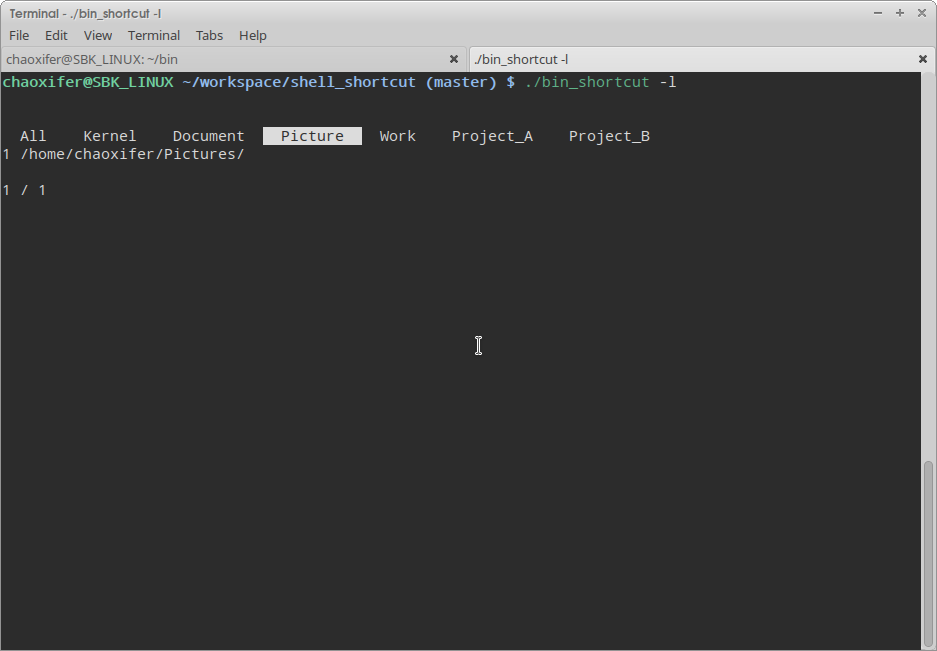 Terminal - ./bin_shortcut -l
File Edit View Terminal Tabs Help
chaoxifer@SBK_LINUX: ~/bin ./bin_shortcut -l
chaoxifer@SBK_LINUX ~/workspace/shell_shortcut (master) $ ./bin_shortcut -l
All Kernel Document Picture Work Project_A Project_B
1 /home/chaoxifer/Pictures/
1 / 1